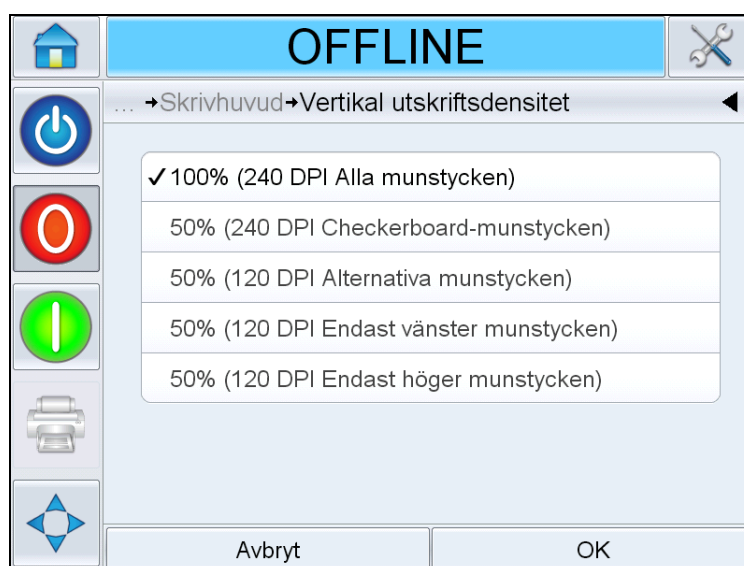 OFFLINE
... →Skrivhuvud→Vertikal utskriftsdensitet
✓100% (240 DPI Alla munstycken)
50% (240 DPI Checkerboard-munstycken)
50% (120 DPI Alternativa munstycken)
50% (120 DPI Endast vänster munstycken)
50% (120 DPI Endast höger munstycken)
Avbryt OK